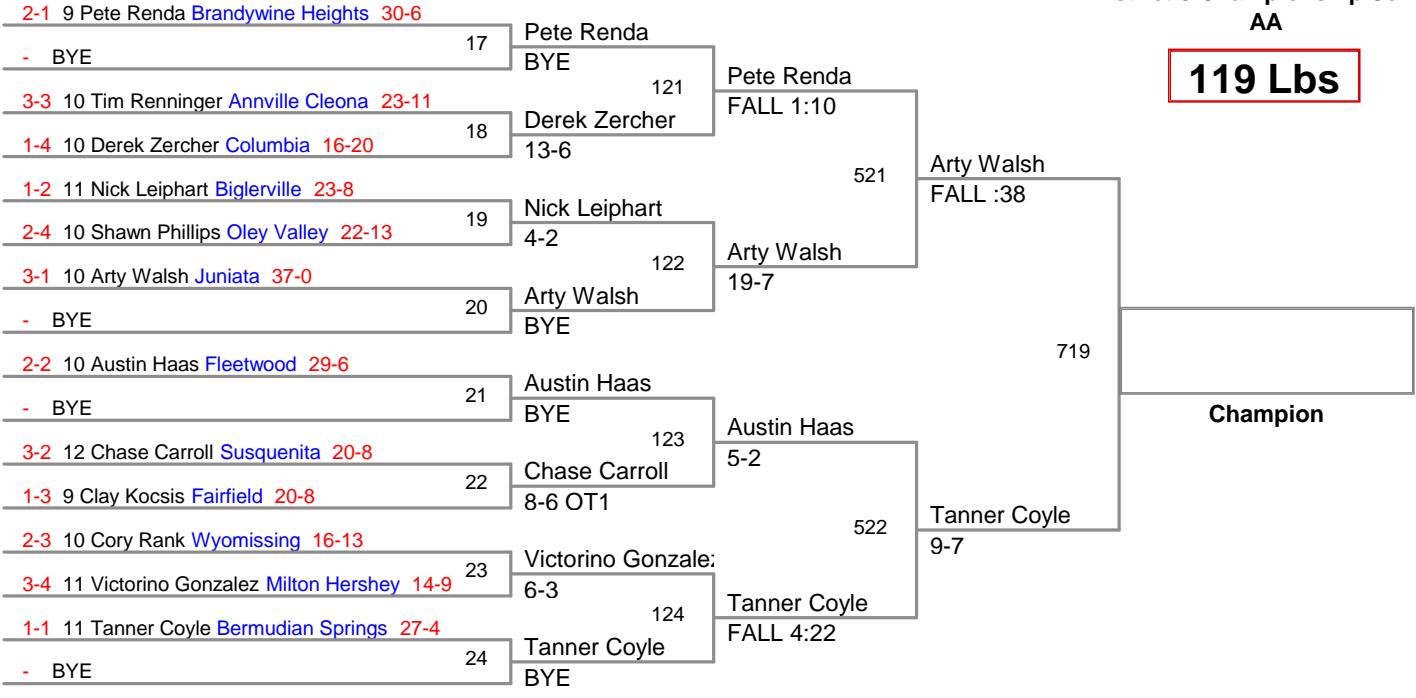 AA
119 Lbs
2-1 9 Pete Renda Brandywine Heights 30-6
- BYE
3-3 10 Tim Renninger Annville Cleona 23-11
1-4 10 Derek Zercher Columbia 16-20
1-2 11 Nick Leiphart Biglerville 23-8
2-4 10 Shawn Phillips Oley Valley 22-13
3-1 10 Arty Walsh Juniata 37-0
- BYE
2-2 10 Austin Haas Fleetwood 29-6
- BYE
3-2 12 Chase Carroll Susquenita 20-8
1-3 9 Clay Kocsis Fairfield 20-8
2-3 10 Cory Rank Wyomissing 16-13
3-4 11 Victorino Gonzalez Milton Hershey 14-9
1-1 11 Tanner Coyle Bermudian Springs 27-4
- BYE
17
18
19
20
21
22
23
24
Pete Renda
BYE
Derek Zercher
13-6
Nick Leiphart
4-2
Arty Walsh
BYE
Austin Haas
BYE
Chase Carroll
8-6 OT1
Victorino Gonzalez
6-3
Tanner Coyle
BYE
121
122
123
124
Pete Renda
FALL 1:10
Arty Walsh
19-7
Austin Haas
5-2
Tanner Coyle
FALL 4:22
521
522
Arty Walsh
FALL :38
Tanner Coyle
9-7
719
Champion